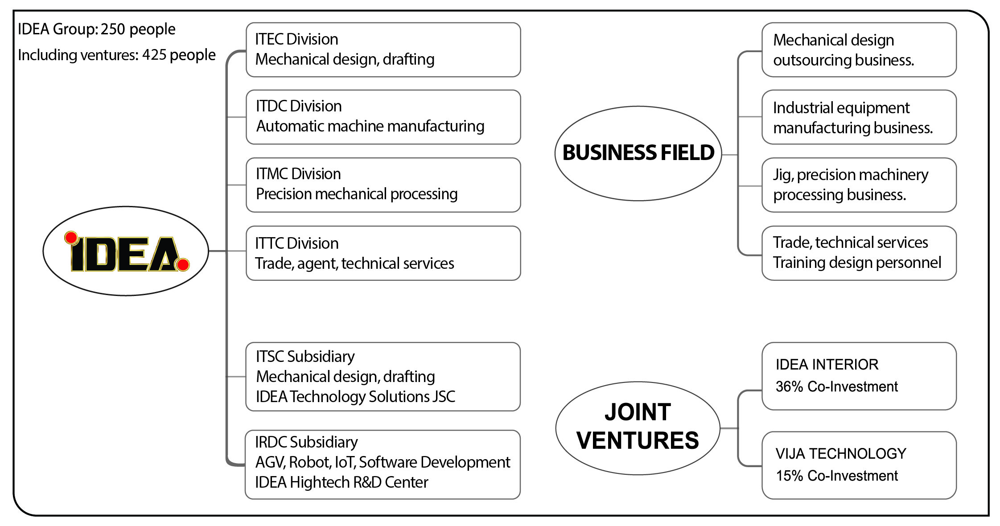 IDEA Group: 250 people
Including ventures: 425 people
iDEA
ITEC Division
Mechanical design, drafting
ITDC Division
Automatic machine manufacturing
ITMC Division
Precision mechanical processing
ITTC Division
Trade, agent, technical services
ITSC Subsidiary
Mechanical design, drafting
IDEA Technology Solutions JSC
IRDC Subsidiary
AGV, Robot, IoT, Software Development
IDEA Hightech R&D Center
BUSINESS FIELD
Mechanical design
outsourcing business.
Industrial equipment
manufacturing business.
Jig, precision machinery
processing business.
Trade, technical services
Training design personnel
JOINT
VENTURES
IDEA INTERIOR
36% Co-Investment
VIJA TECHNOLOGY
15% Co-Investment